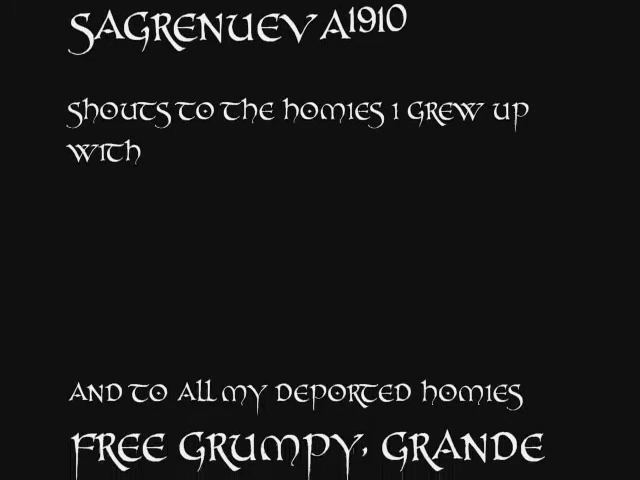 SAGRENUEVA1910
Shouts to the homies i grew up
with
And to all my deported homies
FREE GRUMPY, GRANDE